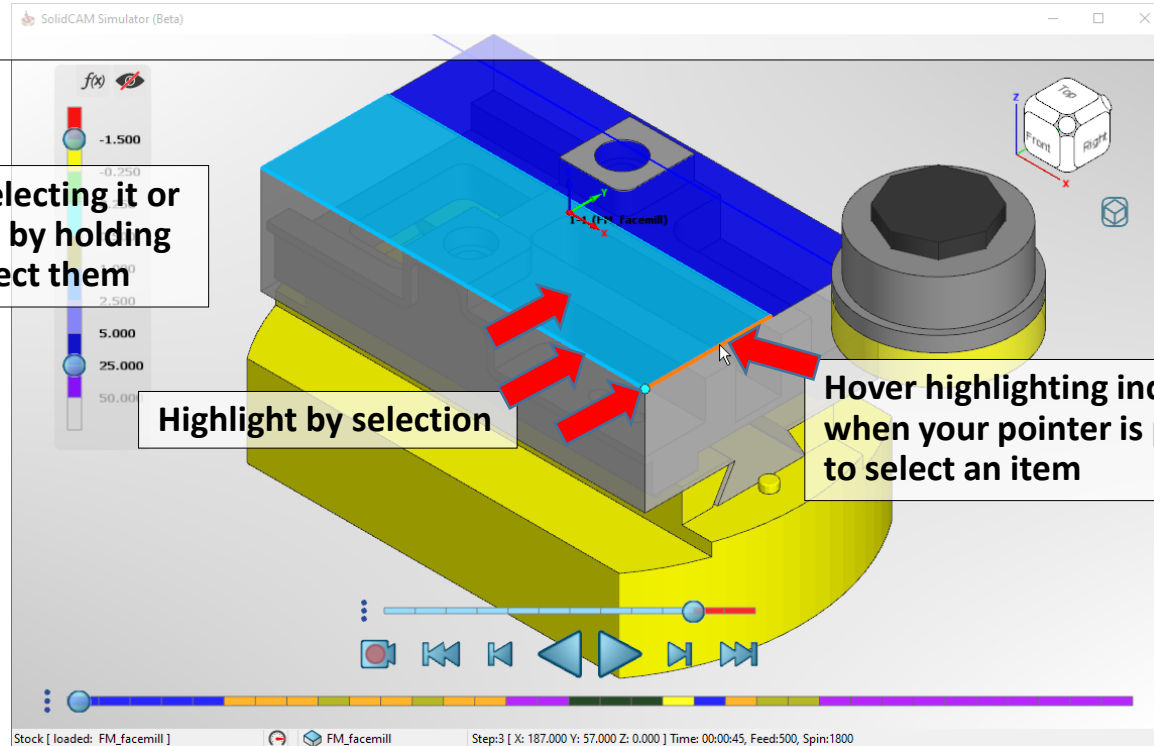 SolidCAM Simulator (Beta)
f(x)
-1.500
-0.250
electing it or
by holding
ect them
2.500
5.000
25.000
50.000
Top
Front
Right
Z
X
Y
X
T-1 (FM_Facemill)
Highlight by selection
Hover highlighting ind
when your pointer is p
to select an item
Stock [ loaded: FM_facemill ]
FM_facemill
Step:3 [ X: 187.000 Y: 57.000 Z: 0.000 ] Time: 00:00:45, Feed:500, Spin:1800